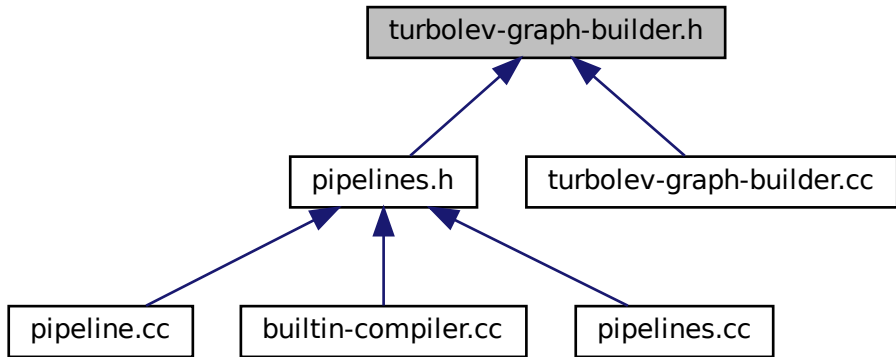 turbolev-graph-builder.h
pipelines.h
turbolev-graph-builder.cc
pipeline.cc
builtin-compiler.cc
pipelines.cc